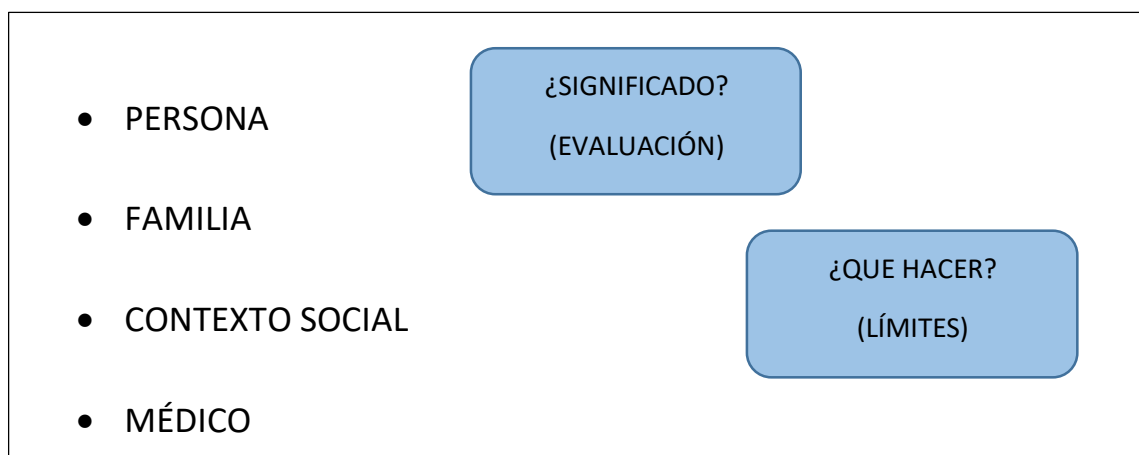 • PERSONA
¿SIGNIFICADO?
(EVALUACIÓN)
• FAMILIA
¿QUE HACER?
(LÍMITES)
• CONTEXTO SOCIAL
• MÉDICO